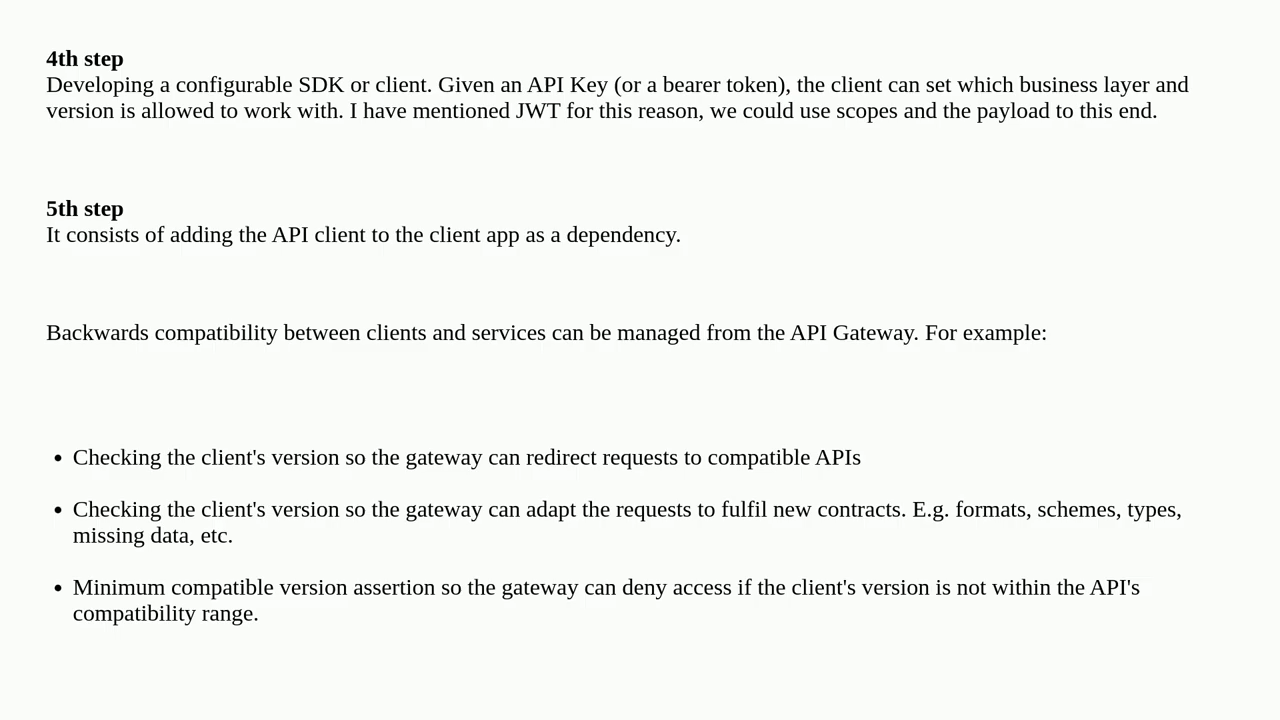 4th step
Developing a configurable SDK or client. Given an API Key (or a bearer token), the client can set which business layer and
version is allowed to work with. I have mentioned JWT for this reason, we could use scopes and the payload to this end.
5th step
It consists of adding the API client to the client app as a dependency.
Backwards compatibility between clients and services can be managed from the API Gateway. For example:
• Checking the client's version so the gateway can redirect requests to compatible APIs
• Checking the client's version so the gateway can adapt the requests to fulfil new contracts. E.g. formats, schemes, types,
missing data, etc.
• Minimum compatible version assertion so the gateway can deny access if the client's version is not within the API's
compatibility range.